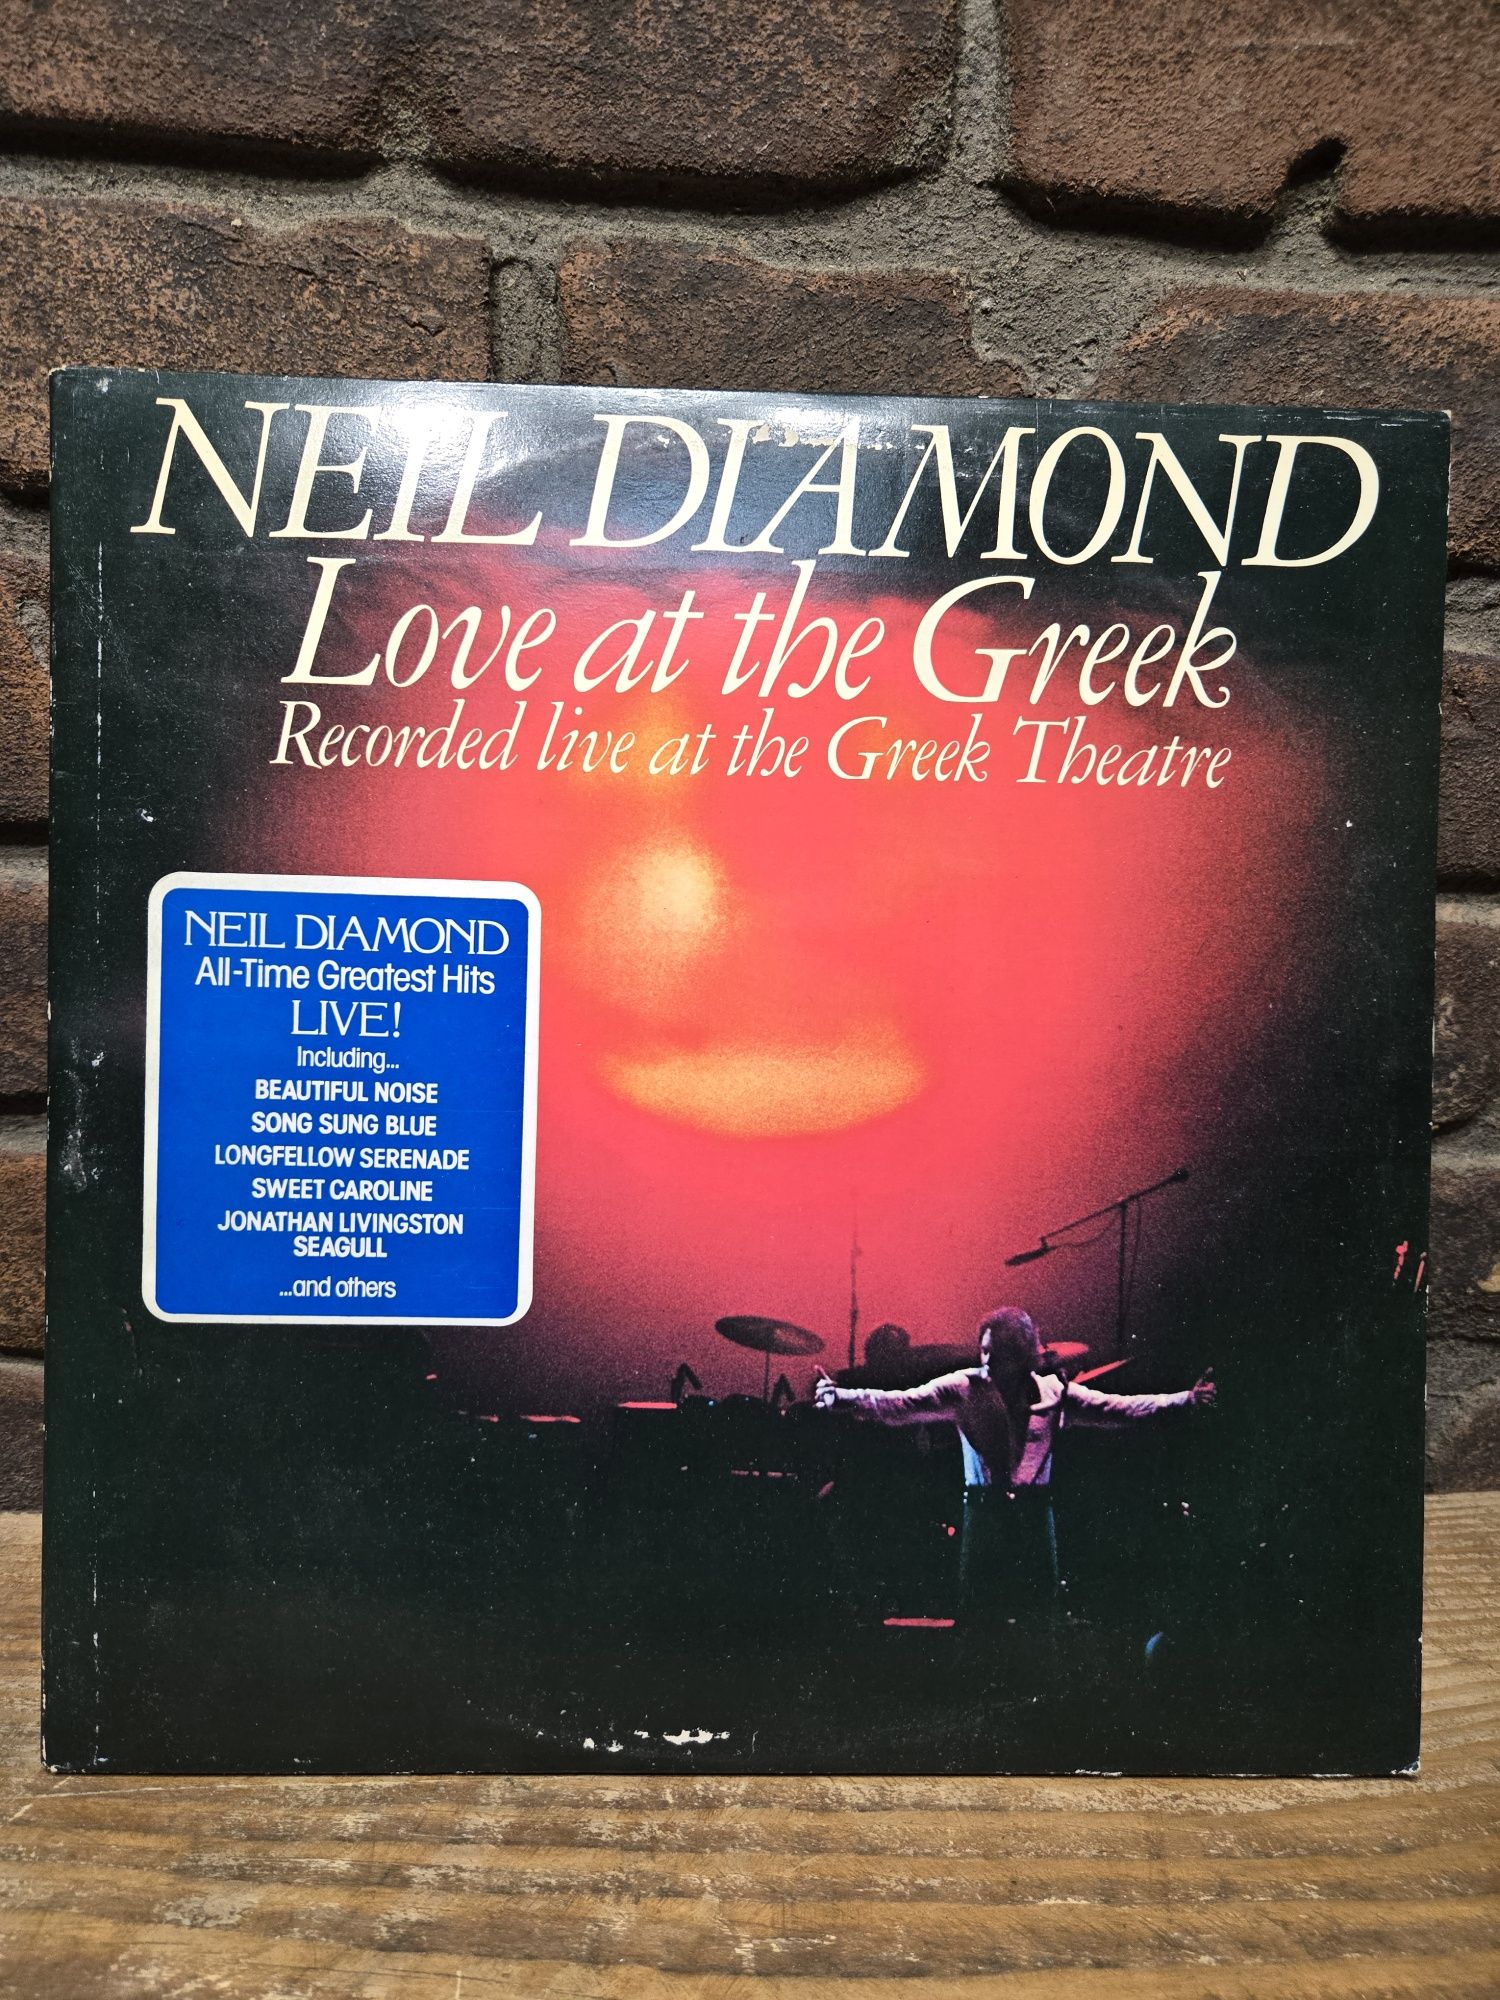 NEIL DIAMOND
Love at the Greek
Recorded live at the Greek Theatre
NEIL DIAMOND
All-Time Greatest Hits
LIVE!
Including...
BEAUTIFUL NOISE
SONG SUNG BLUE
LONGFELLOW SERENADE
SWEET CAROLINE
JONATHAN LIVINGSTON
SEAGULL
...and others